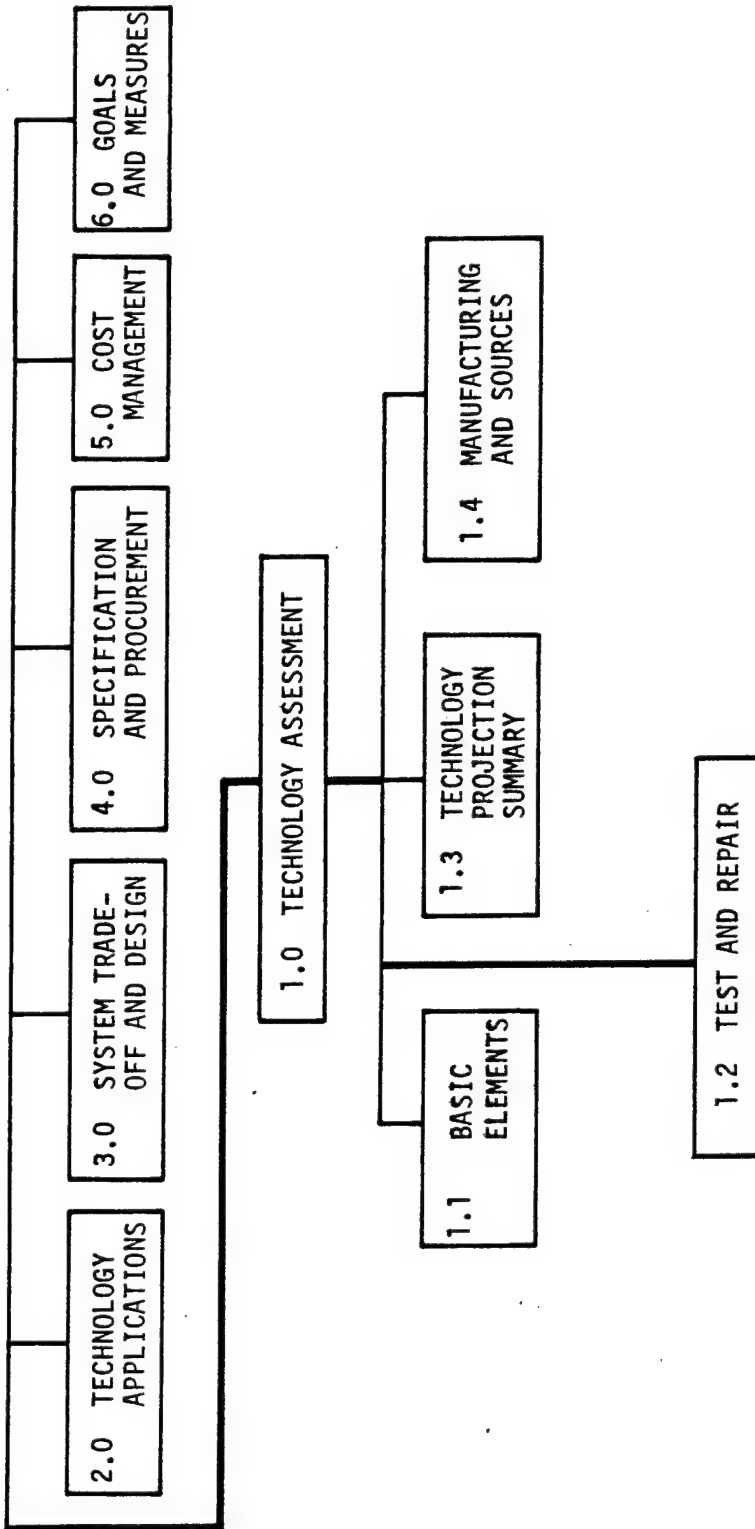 2.0 TECHNOLOGY
APPLICATIONS
3.0 SYSTEM TRADE-
OFF AND DESIGN
4.0 SPECIFICATION
AND PROCUREMENT
5.0 COST
MANAGEMENT
6.0 GOALS
AND MEASURES
1.0 TECHNOLOGY ASSESSMENT
1.1 BASIC
ELEMENTS
1.3 TECHNOLOGY
PROJECTION
SUMMARY
1.4 MANUFACTURING
AND SOURCES
1.2 TEST AND REPAIR